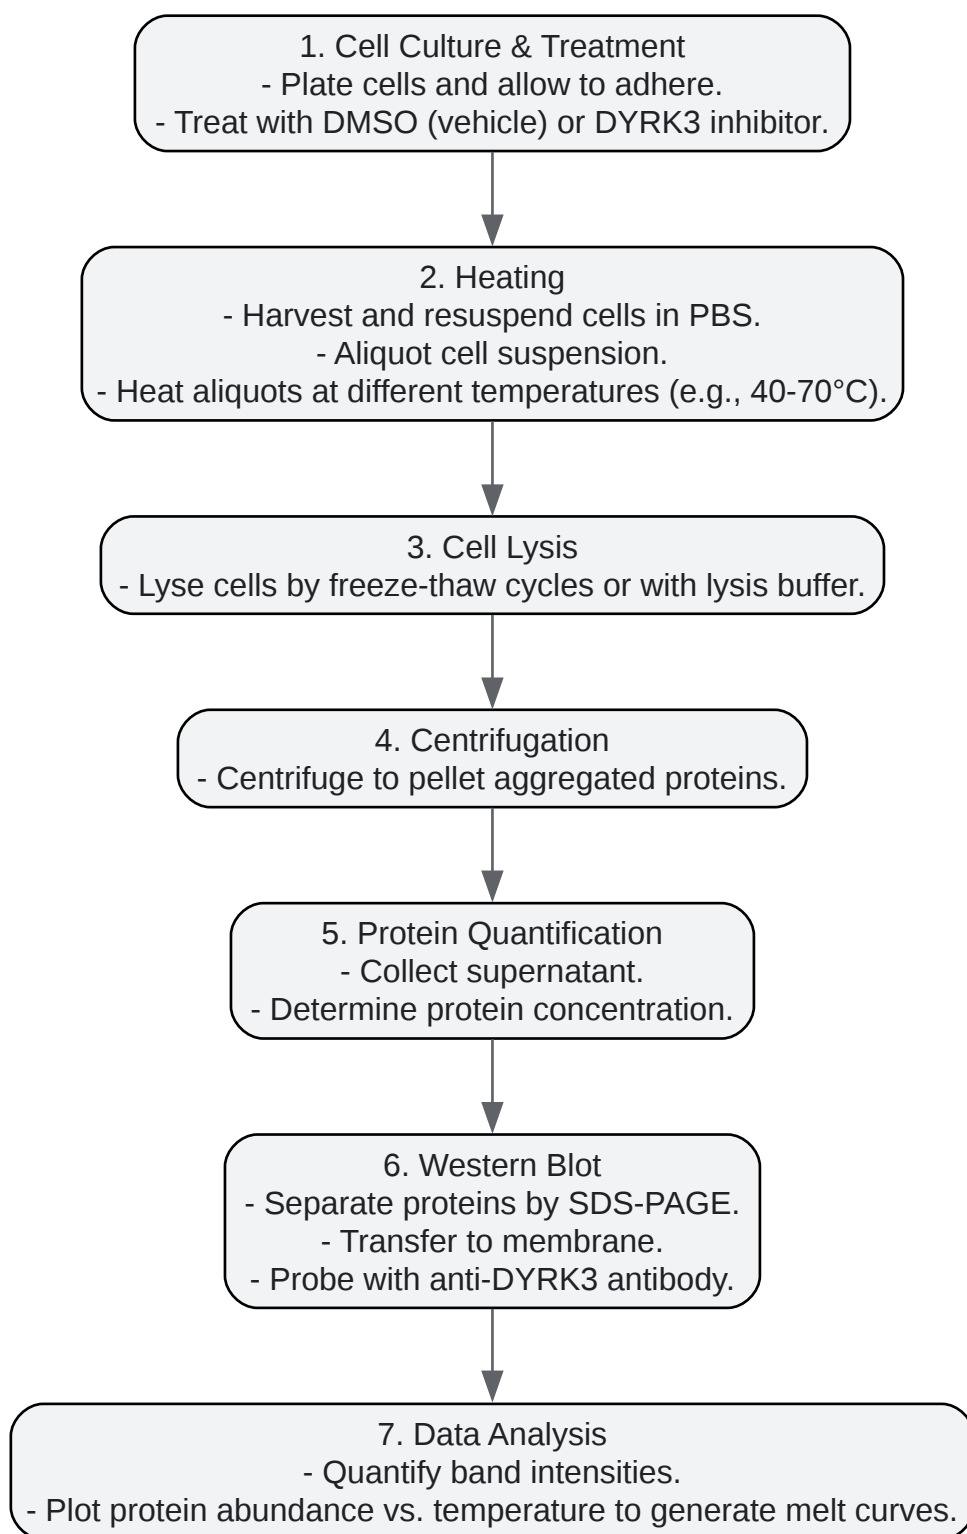 1. Cell Culture & Treatment
- Plate cells and allow to adhere.
- Treat with DMSO (vehicle) or DYRK3 inhibitor.
2. Heating
- Harvest and resuspend cells in PBS.
- Aliquot cell suspension.
- Heat aliquots at different temperatures (e.g., 40-70°C).
3. Cell Lysis
- Lyse cells by freeze-thaw cycles or with lysis buffer.
4. Centrifugation
- Centrifuge to pellet aggregated proteins.
5. Protein Quantification
- Collect supernatant.
- Determine protein concentration.
6. Western Blot
- Separate proteins by SDS-PAGE.
- Transfer to membrane.
- Probe with anti-DYRK3 antibody.
7. Data Analysis
- Quantify band intensities.
- Plot protein abundance vs. temperature to generate melt curves.